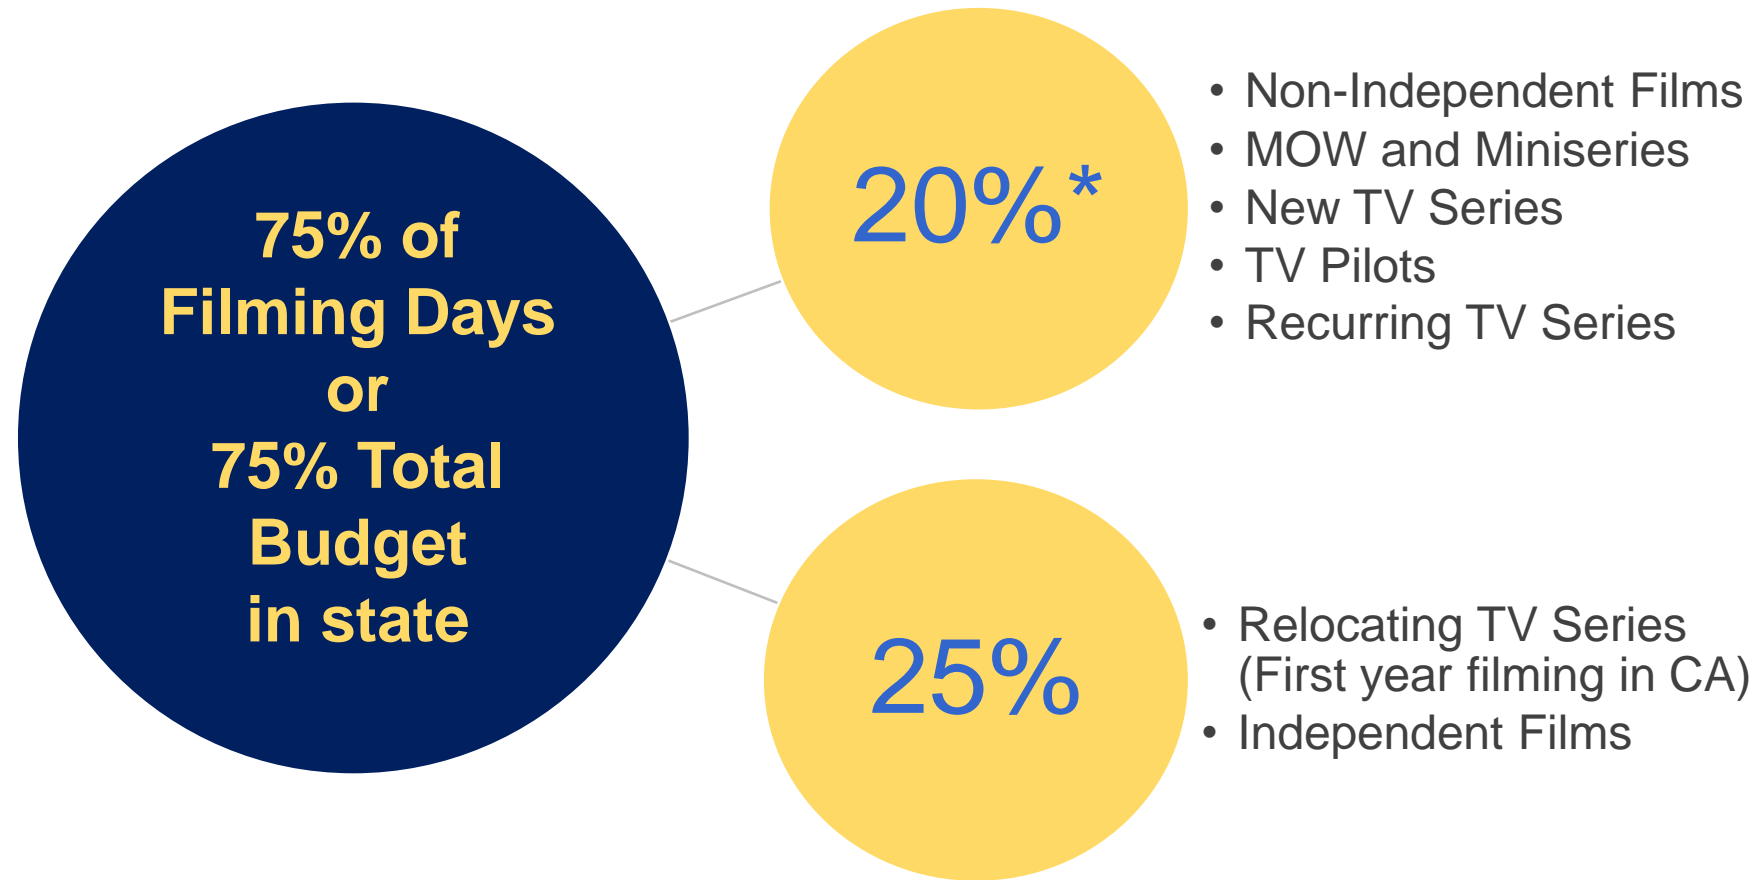 75% of
Filming Days
or
75% Total
Budget
in state
20%*
• Non-Independent Films
• MOW and Miniseries
• New TV Series
• TV Pilots
• Recurring TV Series
25%
• Relocating TV Series
(First year filming in CA)
• Independent Films